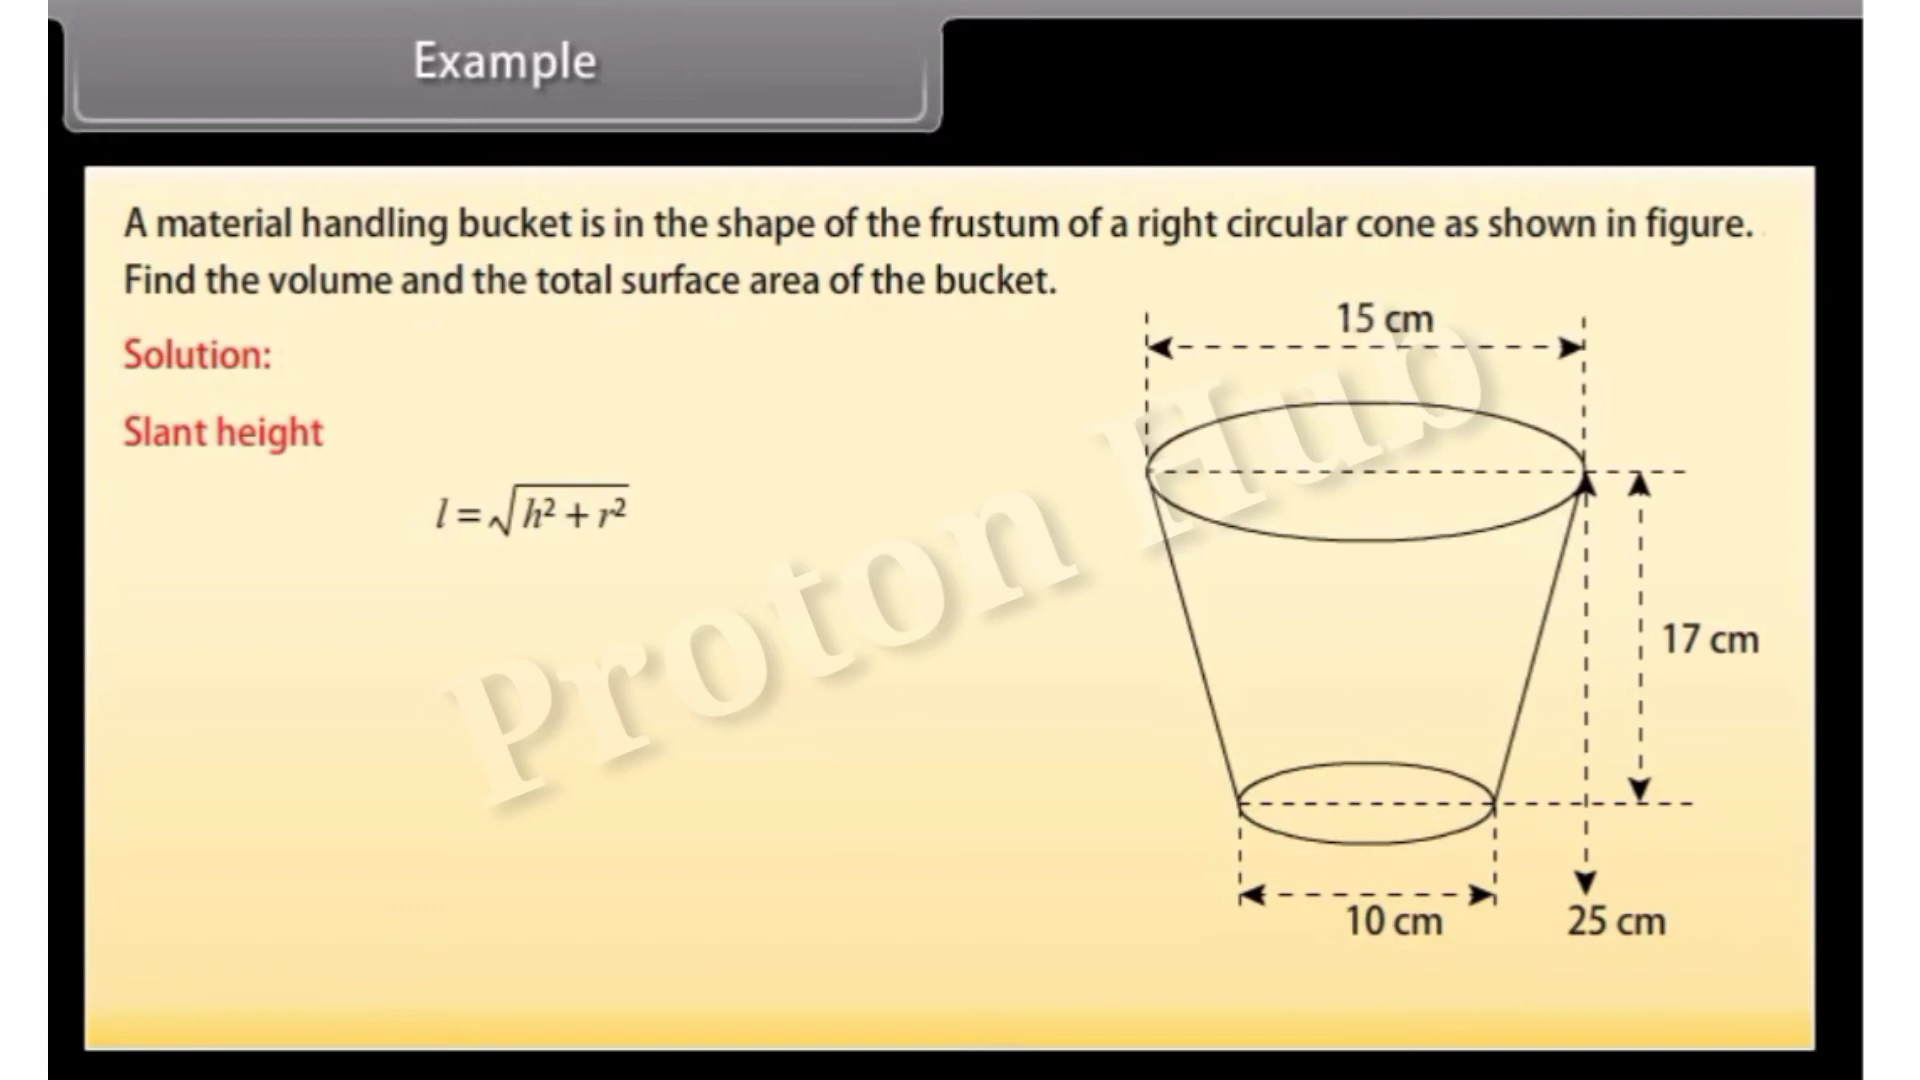 Example
A material handling bucket is in the shape of the frustum of a right circular cone as shown in figure.
Find the volume and the total surface area of the bucket.
Solution:
Slant height
l = √h² + r²
15 cm
17 cm
10 cm
25 cm
Proton Hub